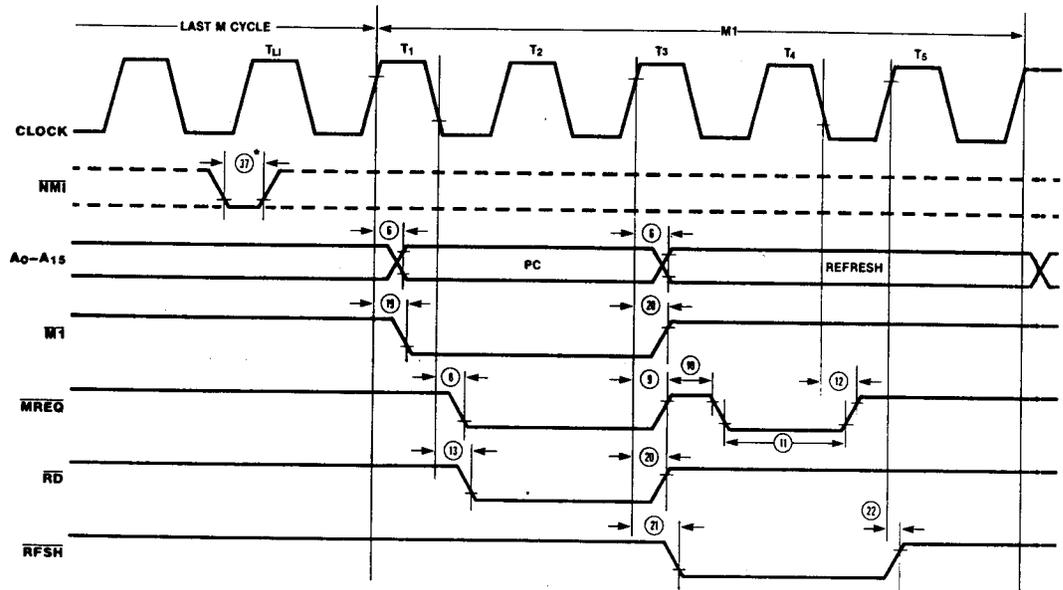 LAST M CYCLE
M1
TLI
T1
T2
T3
T4
T5
CLOCK
37*
NMI
6
6
A0–A15
PC
REFRESH
19
20
M1
8
9
10
12
MREQ
11
13
20
RD
21
22
RFSH